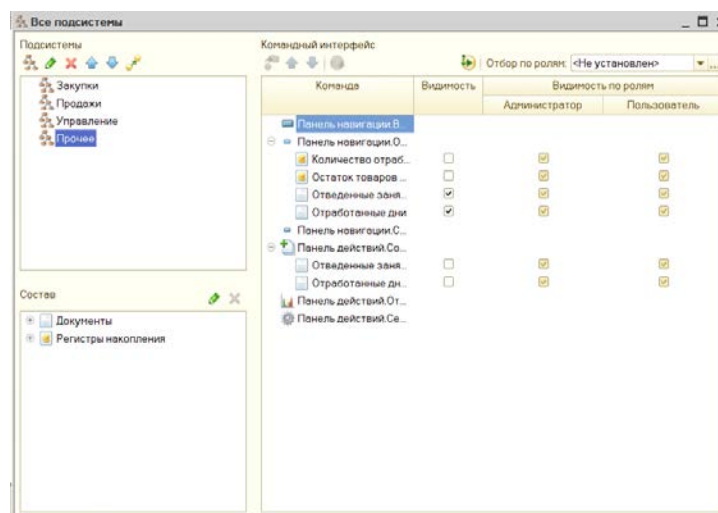 Все подсистемы
Подсистемы
Закупки
Продажи
Управление
Прочее
Состав
Документы
Регистры накопления
Командный интерфейс
Отбор по ролям: <Не установлен>
Команда Видимость Видимость по ролям
Администратор Пользователь
Панель навигации.В...
Панель навигации.О...
Количество отраб...
Остаток товаров ...
Отведенные заня...
Отработанные дни
Панель навигации.С...
Панель действий.Со...
Отведенные заня...
Отработанные дн...
Панель действий.От...
Панель действий.Се...